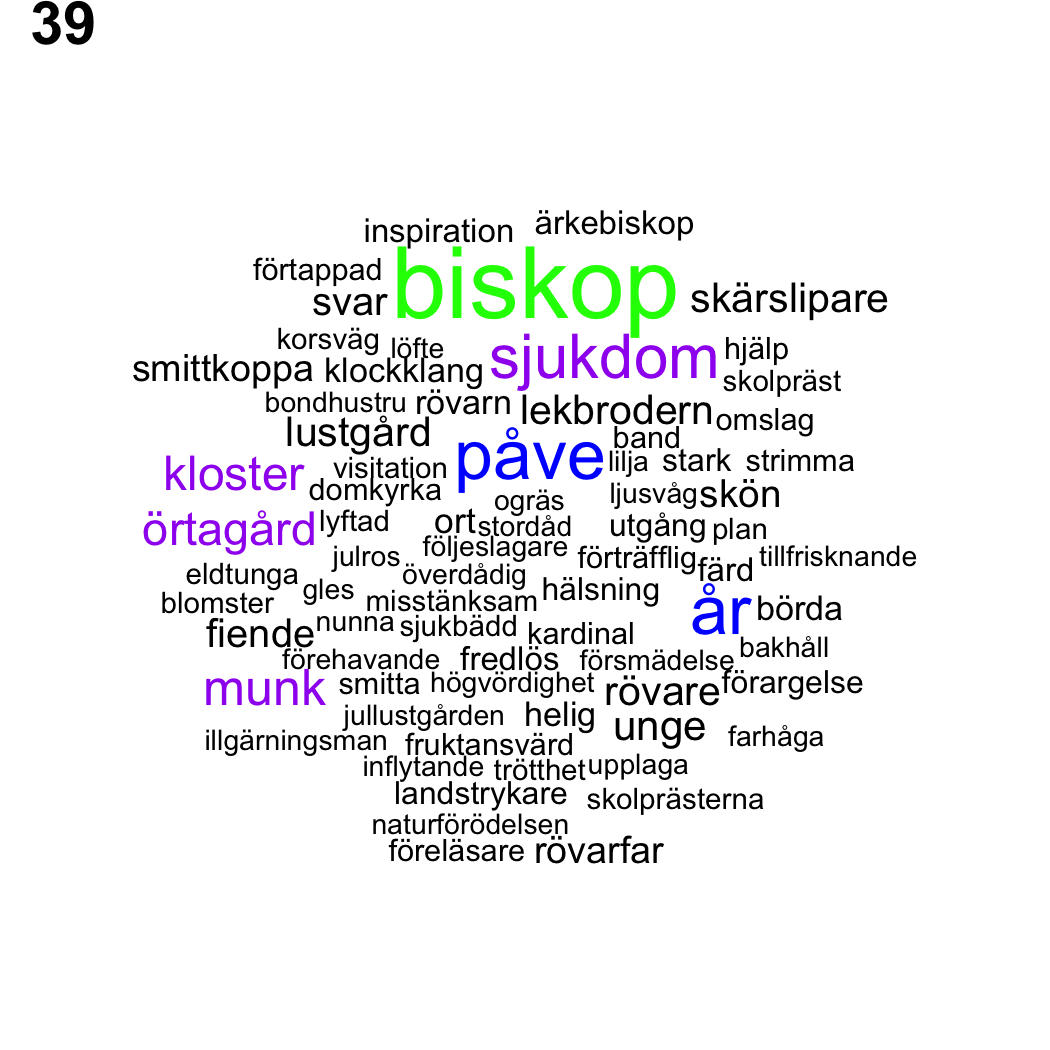 39
inspiration ärkebiskop
förtappad biskop skärslipare
svar
korsväg löfte sjukdom hjälp
smittkoppa klockklang skolpräst
bondhustru rövarn lekbrodern omslag
lustgård påve band
kloster visitation lilja stark strimma
domkyrka ogräs ljusvåg skön
örtagård lyftad ort stordåd utgång plan
julros följeslagare förträfflig färd tillfrisknande
eldtunga gles överdådig hälsning år
blomster misstänksam börda
fiende nunna sjukbädd kardinal bakhåll
förehavande fredlös försmädelse
munk smitta högvördighet rövare förargelse
jullustgården helig unge farhåga
illgärningsman fruktansvärd
inflytande trötthet upplaga
landstrykare skolprästerna
naturförödelsen
föreläsare rövarfar